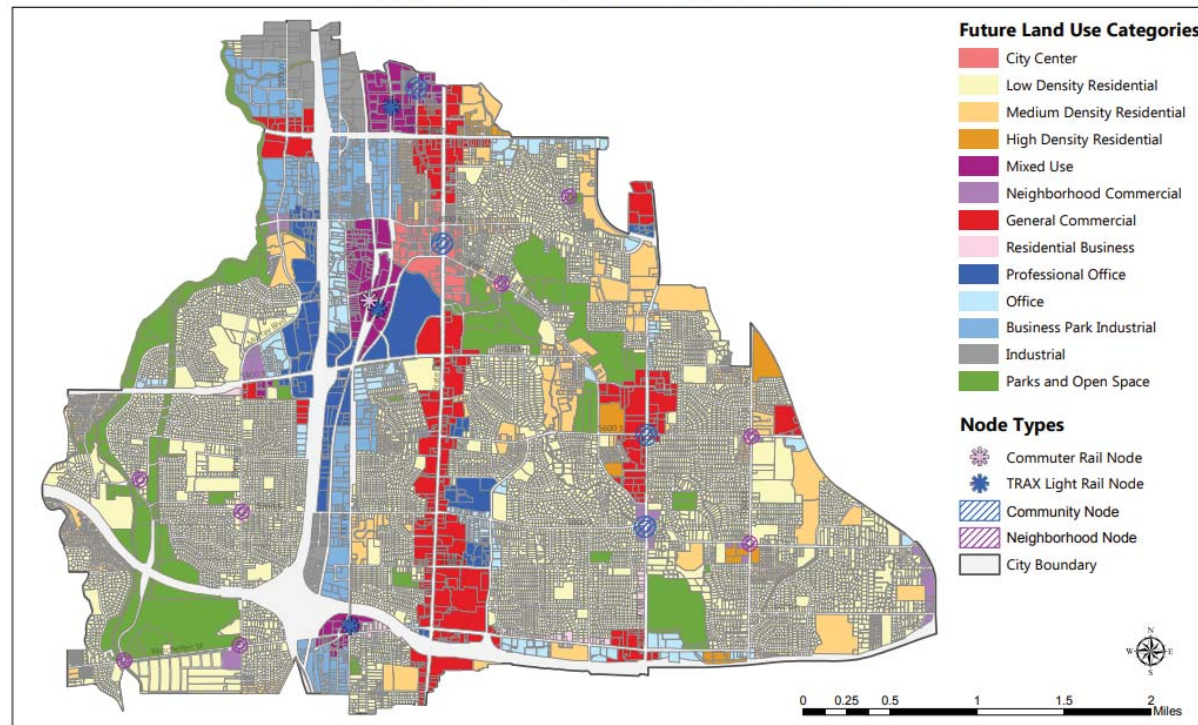 Future Land Use Categories
City Center
Low Density Residential
Medium Density Residential
High Density Residential
Mixed Use
Neighborhood Commercial
General Commercial
Residential Business
Professional Office
Office
Business Park Industrial
Industrial
Parks and Open Space
Node Types
Commuter Rail Node
TRAX Light Rail Node
Community Node
Neighborhood Node
City Boundary
5600 S
Winchester St
N
W E
S
0 0.25 0.5 1 1.5 2
Miles